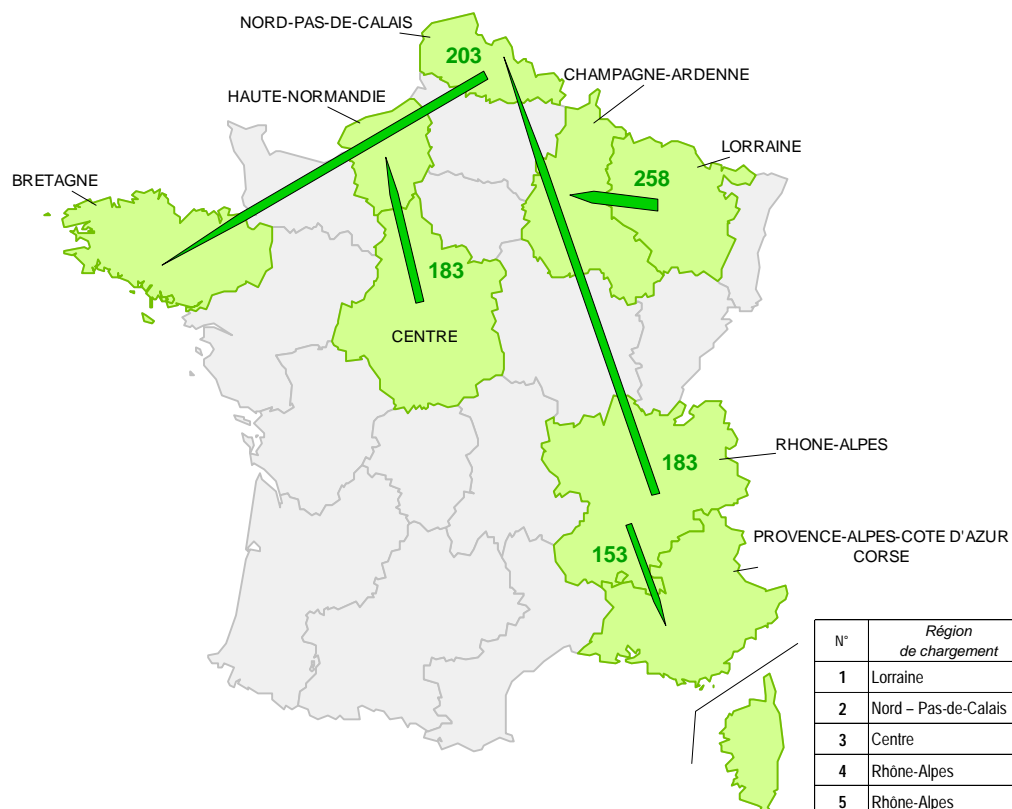 NORD-PAS-DE-CALAIS
203
CHAMPAGNE-ARDENNE
HAUTE-NORMANDIE
LORRAINE
BRETAGNE
258
183
CENTRE
RHONE-ALPES
183
PROVENCE-ALPES-COTE D'AZUR
CORSE
153
N° Région
de chargement
1 Lorraine
2 Nord – Pas-de-Calais
3 Centre
4 Rhône-Alpes
5 Rhône-Alpes